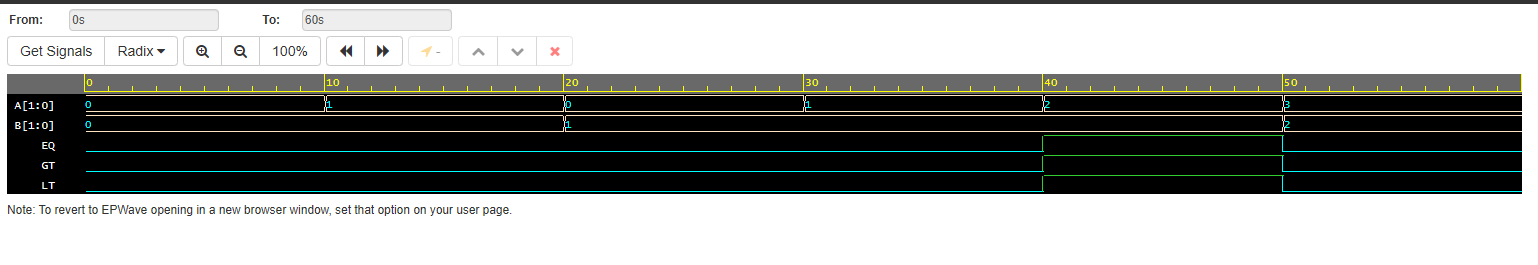 From: 0s To: 60s
Get Signals Radix 100% -
0 10 20 30 40 50
A[1:0] 0 1 0 1 2 3
B[1:0] 0 1 2
EQ
GT
LT
Note: To revert to EPWave opening in a new browser window, set that option on your user page.